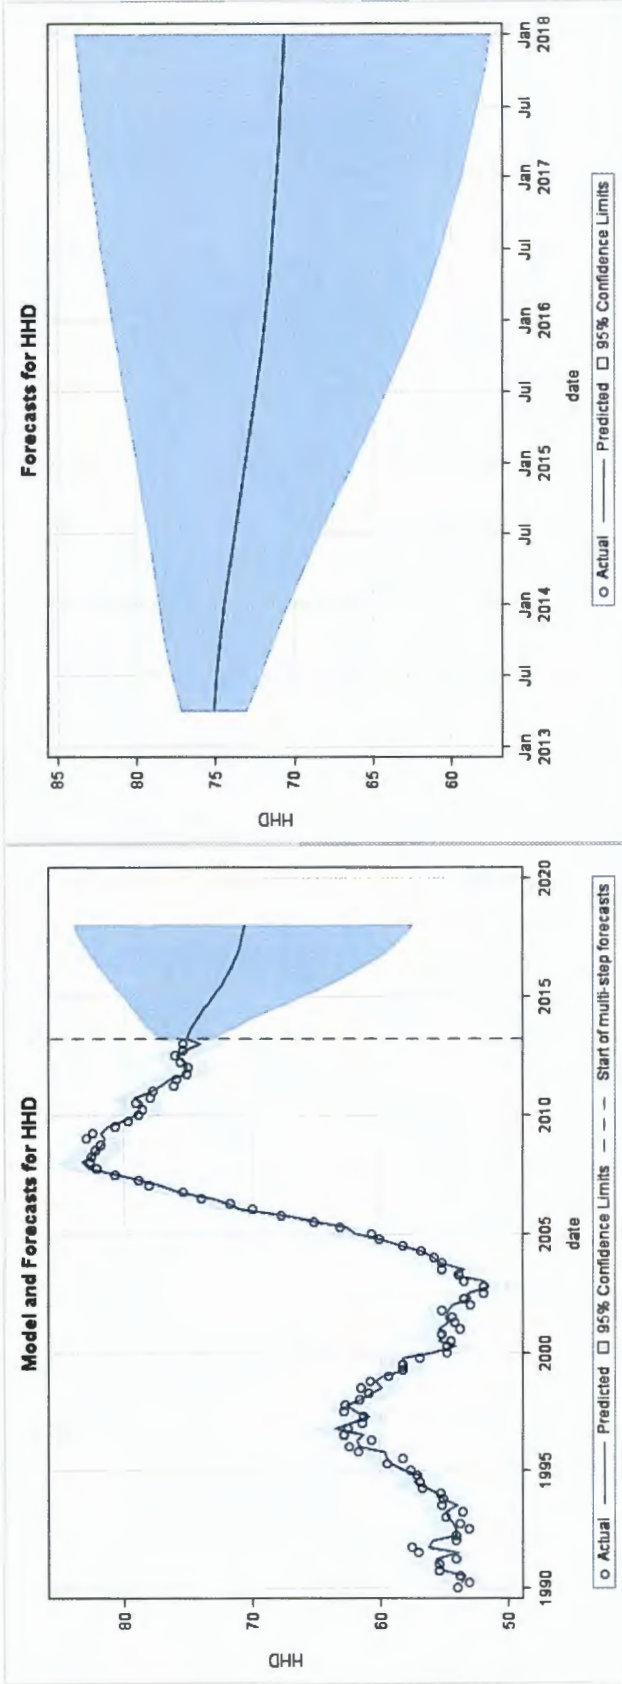 Model and Forecasts for HHD
HHD
80
70
60
50
1990
1995
2000
2005
2010
2015
2020
date
Actual Predicted 95% Confidence Limits Start of multi-step forecasts
Forecasts for HHD
HHD
85
80
75
70
65
60
Jan Jul Jan Jul Jan Jul Jan Jul Jan Jul Jan
2013 2014 2015 2016 2017 2018
date
Actual Predicted 95% Confidence Limits